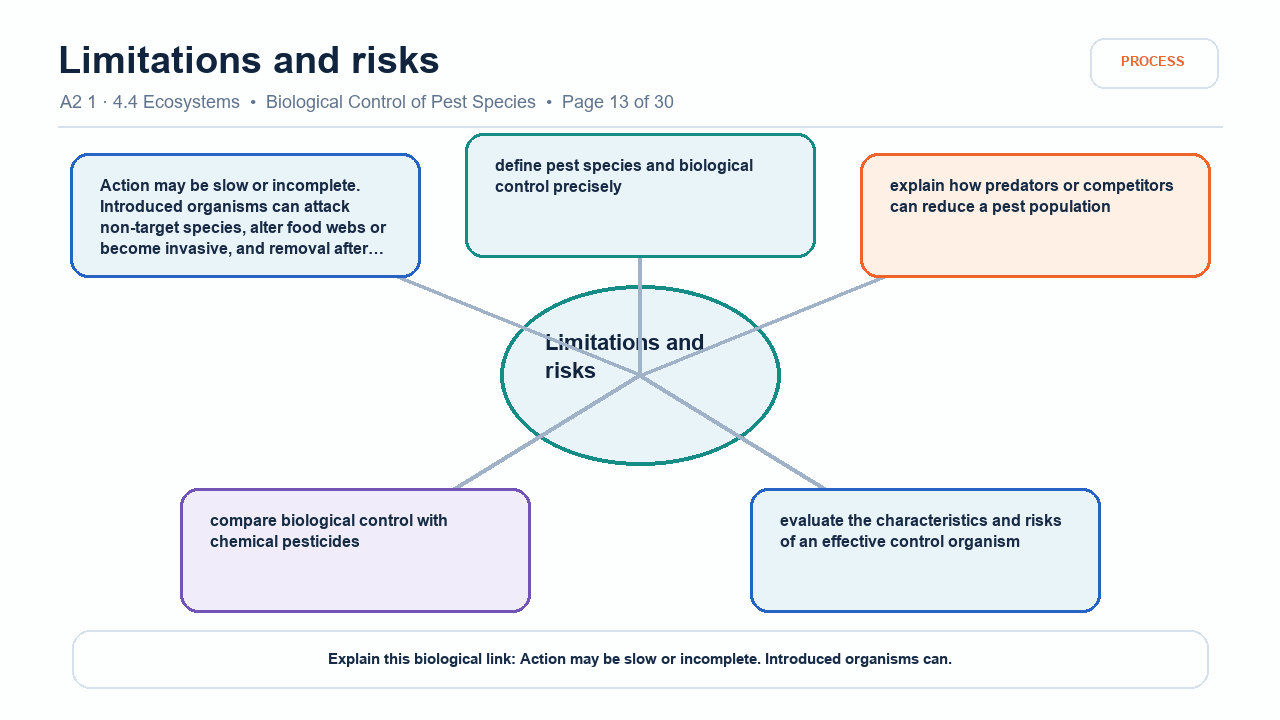 Limitations and risks
PROCESS
A2 1 · 4.4 Ecosystems • Biological Control of Pest Species • Page 13 of 30
Action may be slow or incomplete.
Introduced organisms can attack
non-target species, alter food webs or
become invasive, and removal after…
define pest species and biological
control precisely
explain how predators or competitors
can reduce a pest population
Limitations and
risks
compare biological control with
chemical pesticides
evaluate the characteristics and risks
of an effective control organism
Explain this biological link: Action may be slow or incomplete. Introduced organisms can.